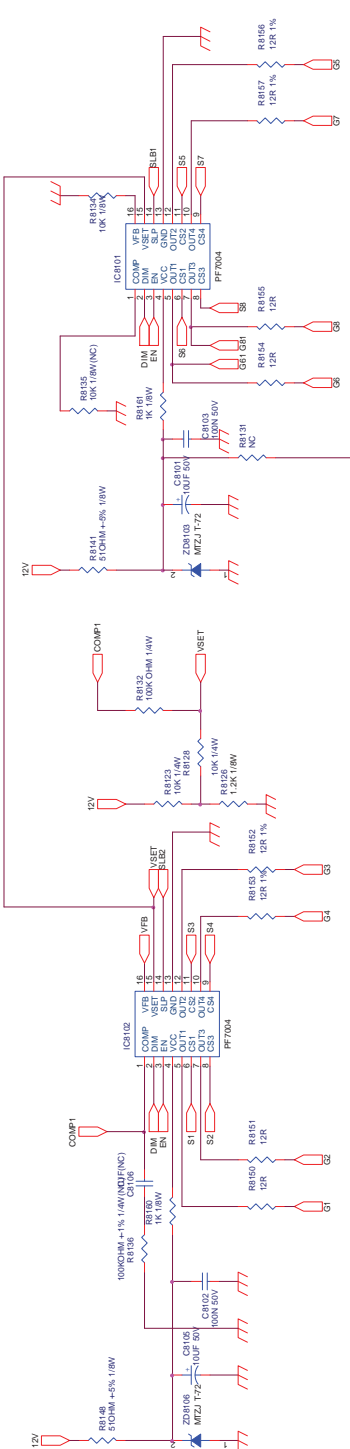 R8156
12R 1%
G5
R8157
12R 1%
G7
SLB1
S5
S7
R8134
10K 1/8W
16
15
14
13
12
11
10
9
VFB
VSET
SLP
GND
OUT2
CS2
OUT4
CS4
IC8101
PF7004
COMP
DIM
EN
VCC
OUT1
CS1
OUT3
CS3
1
2
3
4
5
6
7
8
DIM
EN
S6
S8
G81
G61
R8155
12R
G8
R8154
12R
G6
R8135
10K 1/8W(NC)
R8161
1K 1/8W
C8103
100N 50V
R8131
NC
C8101
10UF 50V
+
R8141
51OHM +-5% 1/8W
12V
ZD8103
MTZJ T-72
2
1
COMP1
R8132
100K OHM 1/4W
VSET
R8128
10K 1/4W
R8123
10K 1/4W
R8126
1.2K 1/8W
12V
R8152
12R 1%
G3
R8153
12R 1%
G4
VSET
SLB2
VFB
S3
S4
16
15
14
13
12
11
10
9
VFB
VSET
SLP
GND
OUT2
CS2
OUT4
CS4
IC8102
PF7004
COMP
DIM
EN
VCC
OUT1
CS1
OUT3
CS3
1
2
3
4
5
6
7
8
COMP1
DIM
EN
S1
S2
R8151
12R
G2
R8150
12R
G1
C8106
100KOHM +-1% 1/4W(NC)
R8136
R8160
1K 1/8W
C8102
100N 50V
C8105
10UF 50V
+
R8148
51OHM +-5% 1/8W
12V
ZD8106
MTZJ T-72
2
1